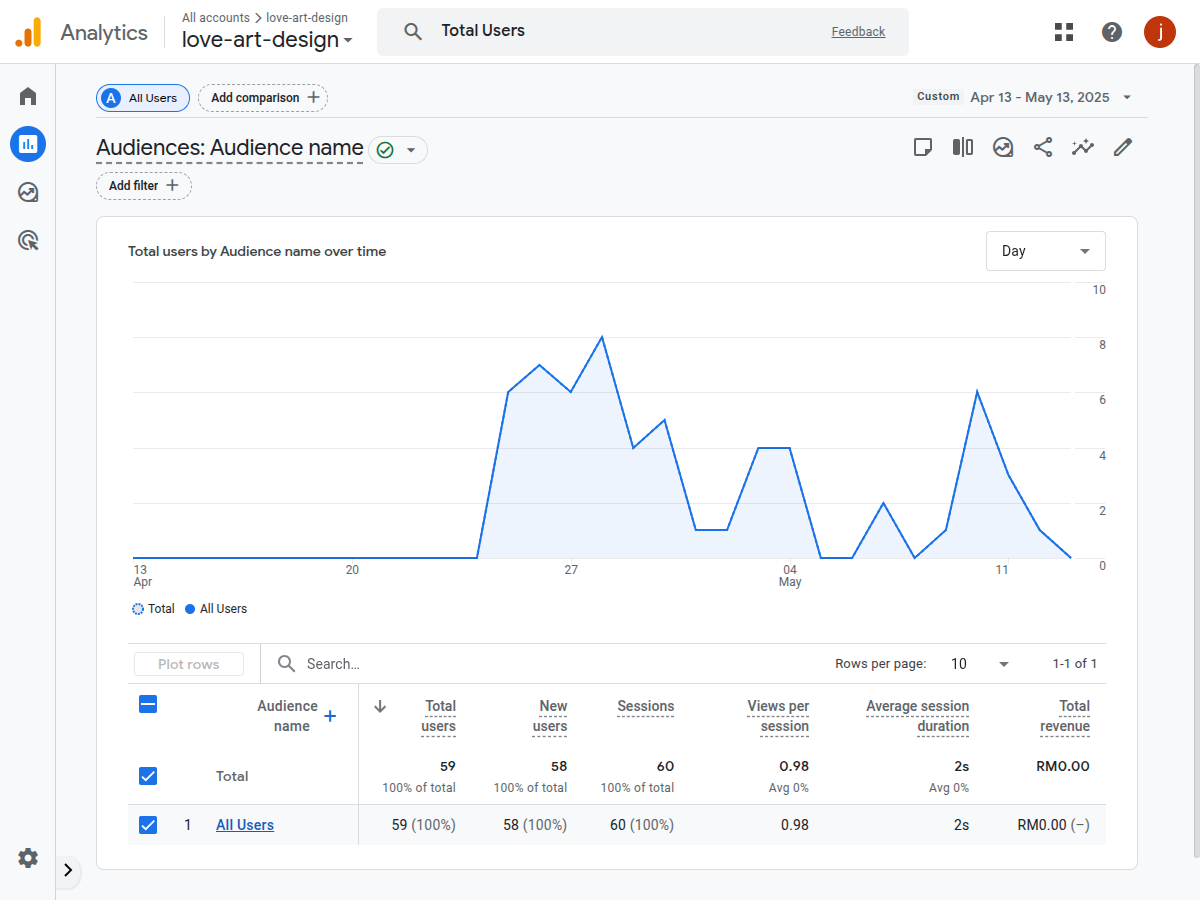 Analytics
All accounts > love-art-design
love-art-design
Total Users
Feedback
j
A All Users
Add comparison +
Custom Apr 13 - May 13, 2025
Audiences: Audience name
Add filter +
Total users by Audience name over time
Day
10
8
6
4
2
0
13 Apr
20
27
04 May
11
Total All Users
Plot rows
Search...
Rows per page: 10
1-1 of 1
Audience name +
Total users
New users
Sessions
Views per session
Average session duration
Total revenue
Total
59
58
60
0.98
2s
RM0.00
100% of total
100% of total
100% of total
Avg 0%
Avg 0%
1 All Users 59 (100%) 58 (100%) 60 (100%) 0.98 2s RM0.00 (–)